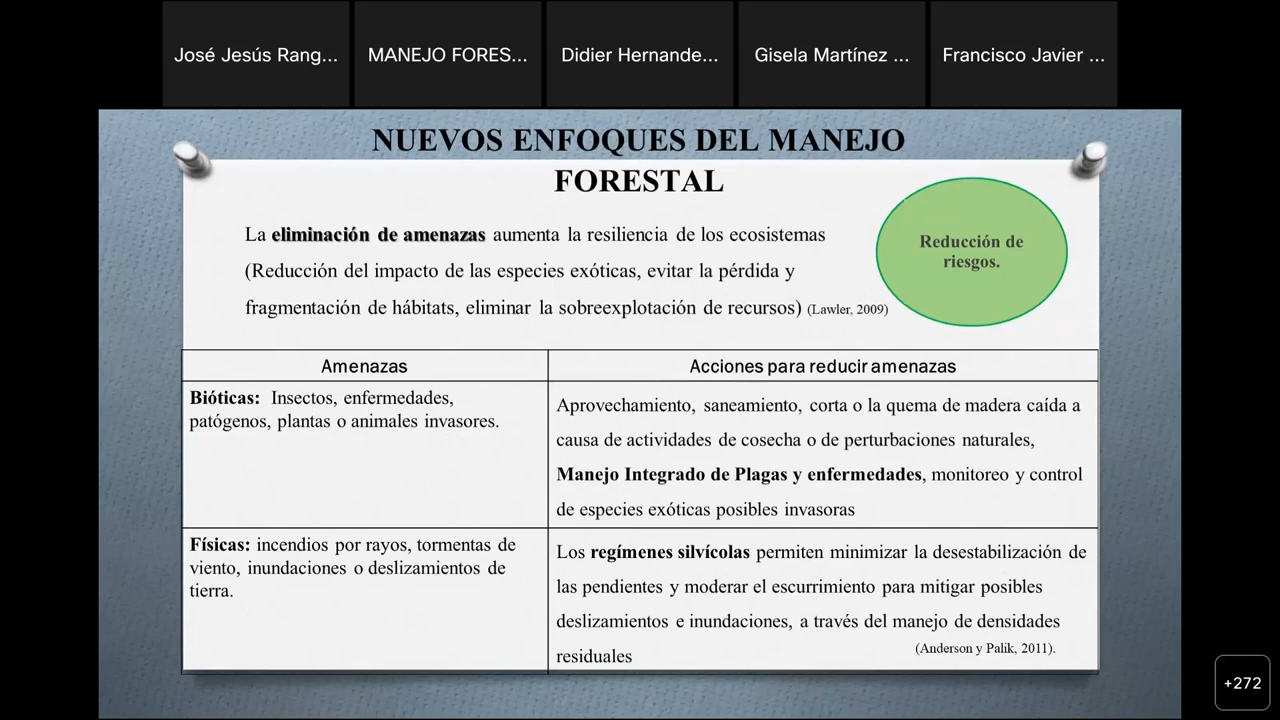 José Jesús Rang...
MANEJO FORES...
Didier Hernande...
Gisela Martínez ...
Francisco Javier ...
NUEVOS ENFOQUES DEL MANEJO
FORESTAL
La eliminación de amenazas aumenta la resiliencia de los ecosistemas
(Reducción del impacto de las especies exóticas, evitar la pérdida y
fragmentación de hábitats, eliminar la sobreexplotación de recursos) (Lawler, 2009)
Reducción de
riesgos.
Amenazas
Acciones para reducir amenazas
Bióticas: Insectos, enfermedades,
patógenos, plantas o animales invasores.
Aprovechamiento, saneamiento, corta o la quema de madera caída a
causa de actividades de cosecha o de perturbaciones naturales,
Manejo Integrado de Plagas y enfermedades, monitoreo y control
de especies exóticas posibles invasoras
Físicas: incendios por rayos, tormentas de
viento, inundaciones o deslizamientos de
tierra.
Los regímenes silvícolas permiten minimizar la desestabilización de
las pendientes y moderar el escurrimiento para mitigar posibles
deslizamientos e inundaciones, a través del manejo de densidades
residuales
(Anderson y Palik, 2011).
+272